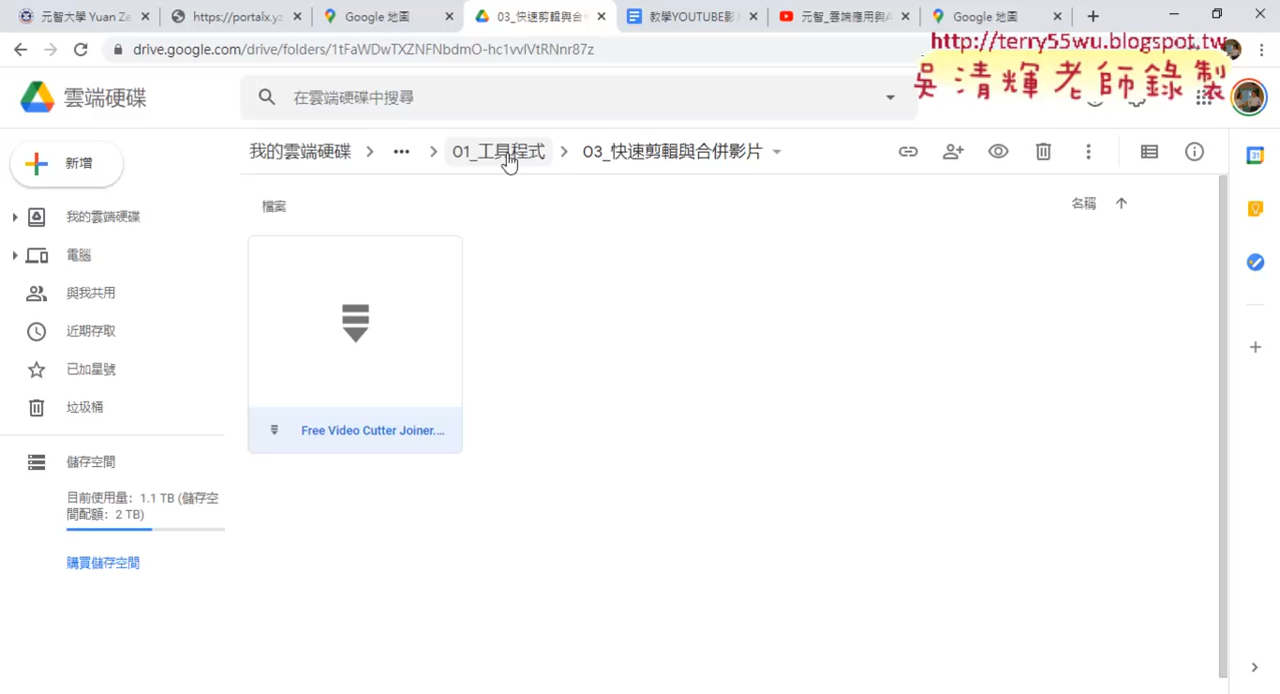 元智大學 Yuan Ze
https://portalx.yz
Google 地圖
03_快速剪輯與合
教學YOUTUBE影
元智_雲端應用與A
Google 地圖
drive.google.com/drive/folders/1tFaWDwTXZNFNbdmO-hc1vvlVtRNnr87z
http://terry55wu.blogspot.tw
吳清輝老師錄製
雲端硬碟
在雲端硬碟中搜尋
新增
我的雲端硬碟
01_工具程式
03_快速剪輯與合併影片
我的雲端硬碟
電腦
與我共用
近期存取
已加星號
垃圾桶
儲存空間
目前使用量：1.1 TB (儲存空
間配額：2 TB)
購買儲存空間
檔案
名稱
Free Video Cutter Joiner....
31